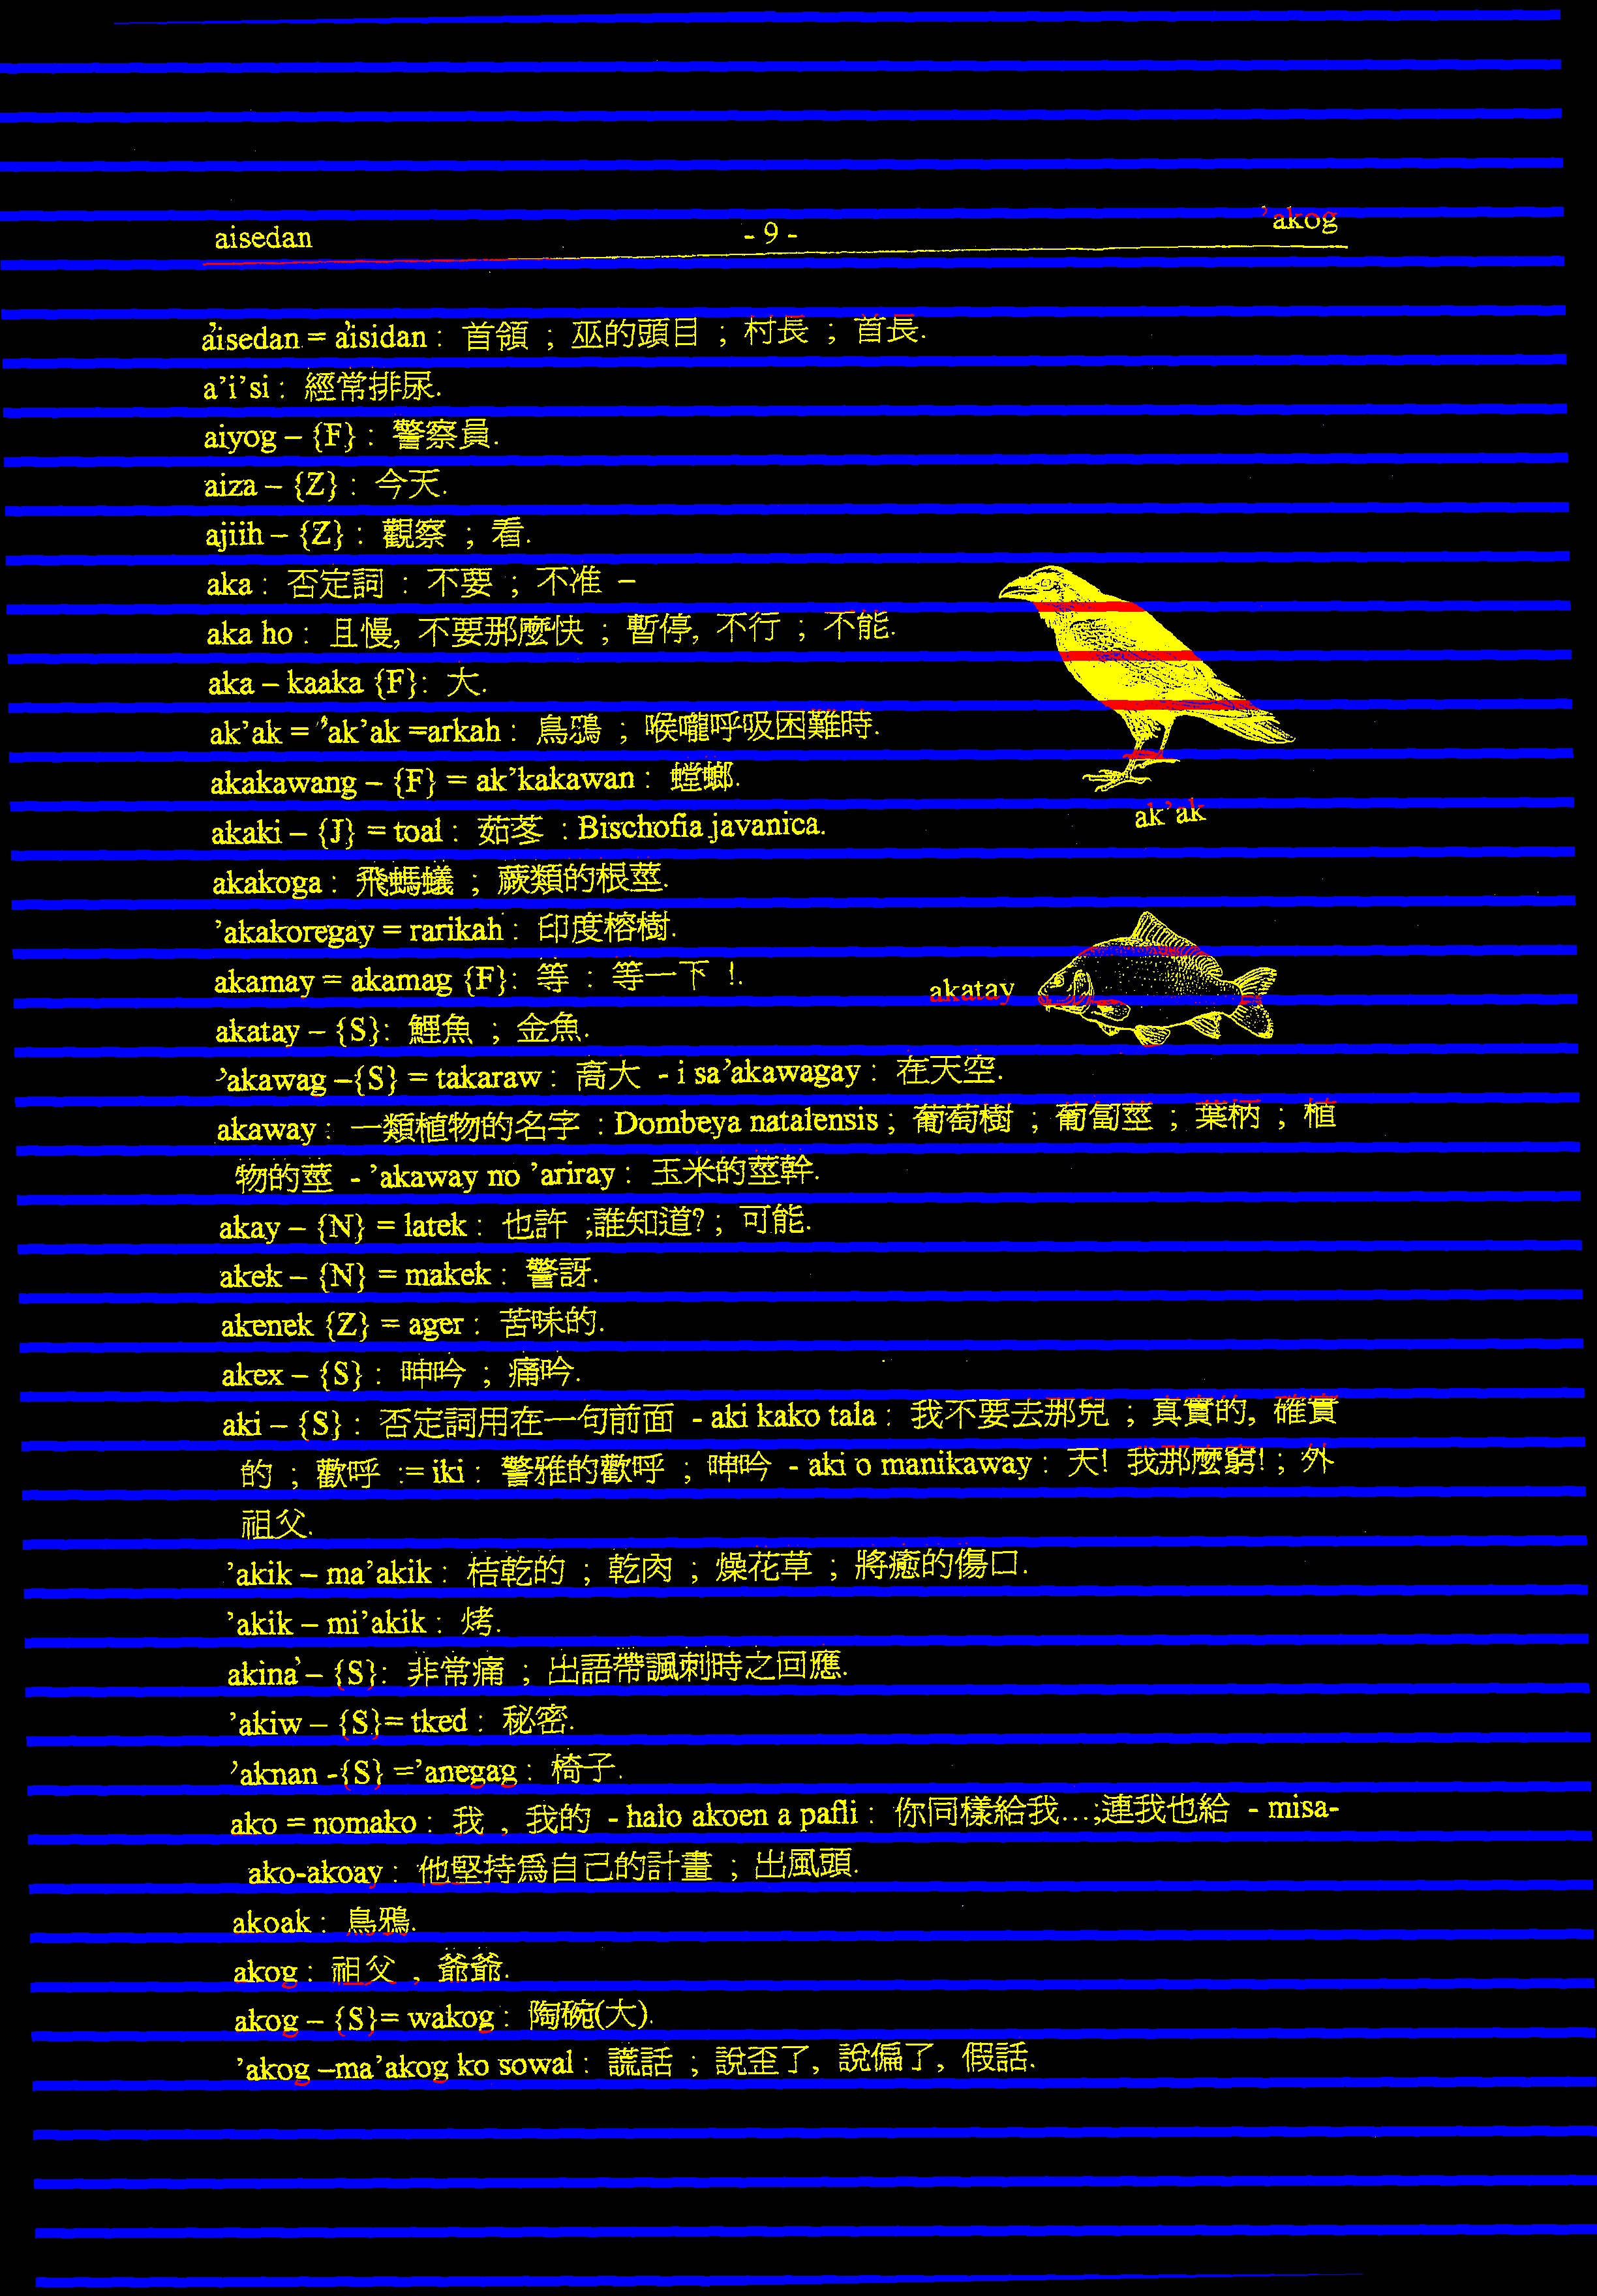 aisedan - 9 - ’akog
a’isedan = a’isidan : 首領 ; 巫的頭目 ; 村長 ; 首長.
a’i’si : 經常排尿.
aiyog – {F} : 警察員.
aiza – {Z} : 今天.
ajiih – {Z} : 觀察 ; 看.
aka : 否定詞 : 不要 ; 不准 –
aka ho : 且慢, 不要那麼快 ; 暫停, 不行 ; 不能.
aka – kaaka {F}: 大.
ak’ak = ’ak’ak =arkah : 烏鴉 ; 喉嚨呼吸困難時.
akakawang – {F} = ak’kakawan : 螳螂.
ak’ak
akaki – {J} = toal : 茄苳 : Bischofia javanica.
akakoga : 飛螞蟻 ; 蕨類的根莖.
’akakoregay = rarikah : 印度榕樹.
akamay = akamag {F}: 等 : 等一下 !.
akatay
akatay – {S}: 鯉魚 ; 金魚.
’akawag –{S} = takaraw : 高大 - i sa’akawagay : 在天空.
akaway : 一類植物的名字 : Dombeya natalensis ; 葡萄樹 ; 葡匐莖 ; 葉柄 ; 植
物的莖 - ’akaway no ’ariray : 玉米的莖幹.
akay – {N} = latek : 也許 ;誰知道? ; 可能.
akek – {N} = makek : 警訝.
akenek {Z} = ager : 苦味的.
akex – {S} : 呻吟 ; 痛吟.
aki – {S} : 否定詞用在一句前面 - aki kako tala : 我不要去那兒 ; 真實的, 確實
的 ; 歡呼 := iki : 警雅的歡呼 ; 呻吟 - aki o manikaway : 天! 我那麼窮! ; 外
祖父.
’akik – ma’akik : 桔乾的 ; 乾肉 ; 燥花草 ; 將癒的傷口.
’akik – mi’akik : 烤.
akina’ – {S}: 非常痛 ; 出語帶諷刺時之回應.
’akiw – {S}= tked : 秘密.
’aknan -{S} =’anegag : 椅子.
ako = nomako : 我 , 我的 - halo akoen a pafli : 你同樣給我...;連我也給 - misa-
ako-akoay : 他堅持爲自己的計畫 ; 出風頭.
akoak : 烏鴉.
akog : 祖父 , 爺爺.
akog – {S}= wakog : 陶碗(大).
’akog –ma’akog ko sowal : 謊話 ; 說歪了, 說偏了, 假話.